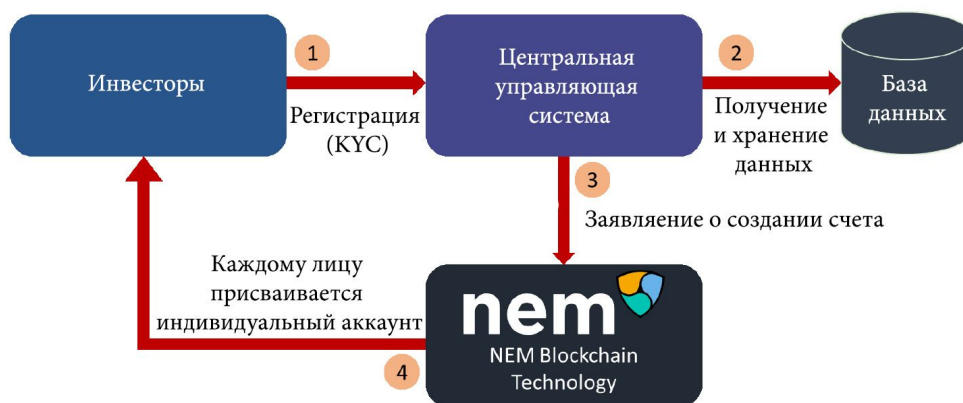 Инвесторы
1
Регистрация
(KYC)
Центральная
управляющая
система
2
Получение
и хранение
данных
База
данных
3
Заявляение о создании счета
Каждому лицу
присваивается
индивидуальный аккаунт
4
nem
NEM Blockchain
Technology